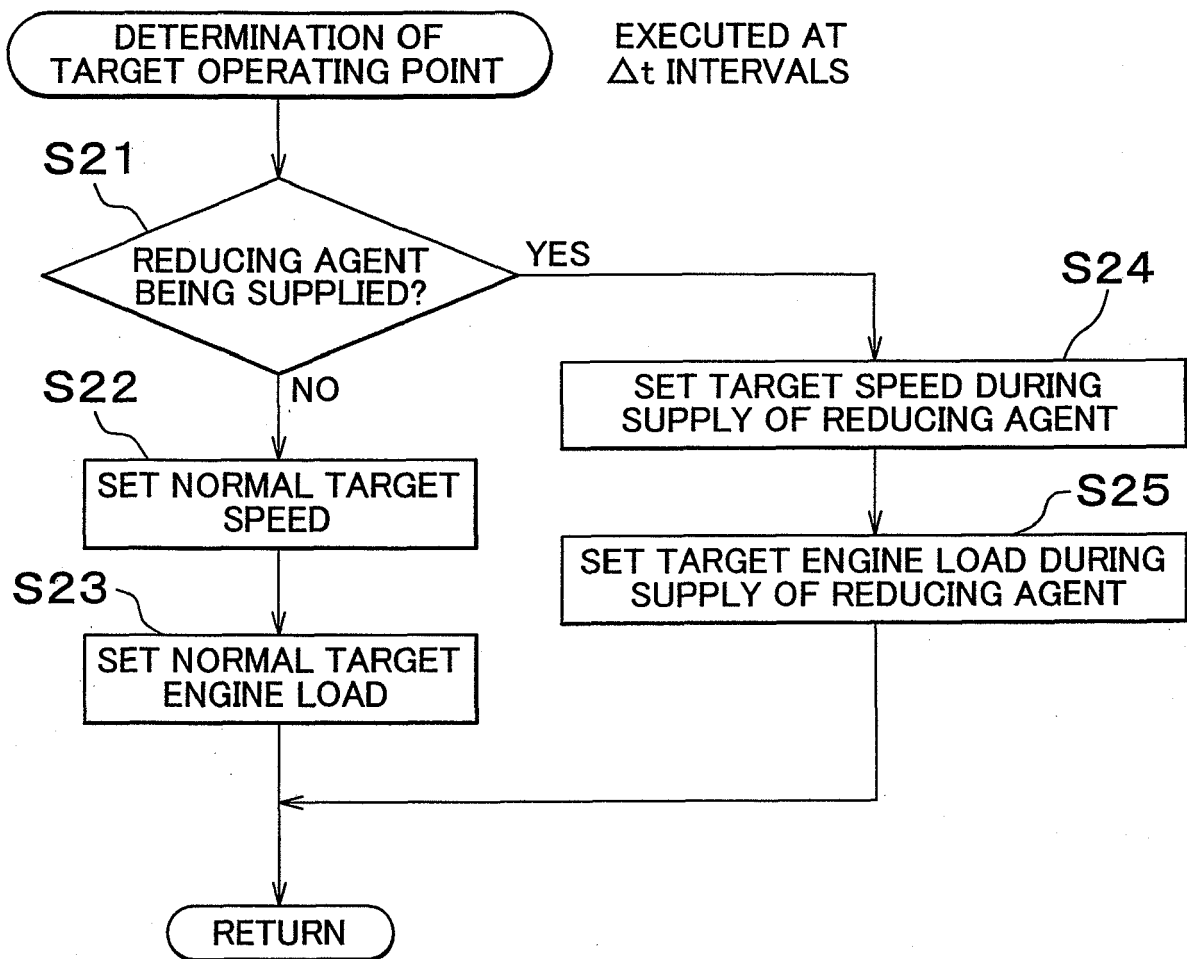 DETERMINATION OF
TARGET OPERATING POINT
EXECUTED AT
Δt INTERVALS
S21
REDUCING AGENT
BEING SUPPLIED?
YES
NO
S22
SET NORMAL TARGET
SPEED
S23
SET NORMAL TARGET
ENGINE LOAD
S24
SET TARGET SPEED DURING
SUPPLY OF REDUCING AGENT
S25
SET TARGET ENGINE LOAD DURING
SUPPLY OF REDUCING AGENT
RETURN